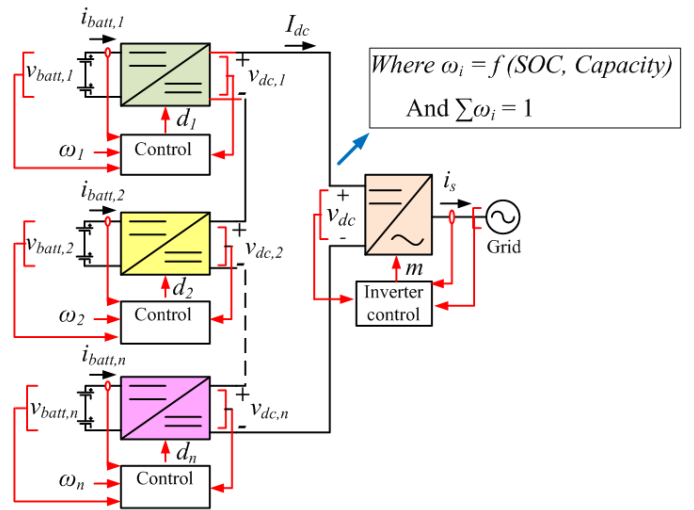 i_batt,1
I_dc
v_batt,1
+
v_dc,1
-
d_1
ω_1
Control
Where ω_i = f (SOC, Capacity)
And ∑ω_i = 1
i_batt,2
v_batt,2
+
v_dc,2
-
d_2
ω_2
Control
+
v_dc
-
i_s
Grid
m
Inverter
control
i_batt,n
v_batt,n
+
v_dc,n
-
d_n
ω_n
Control